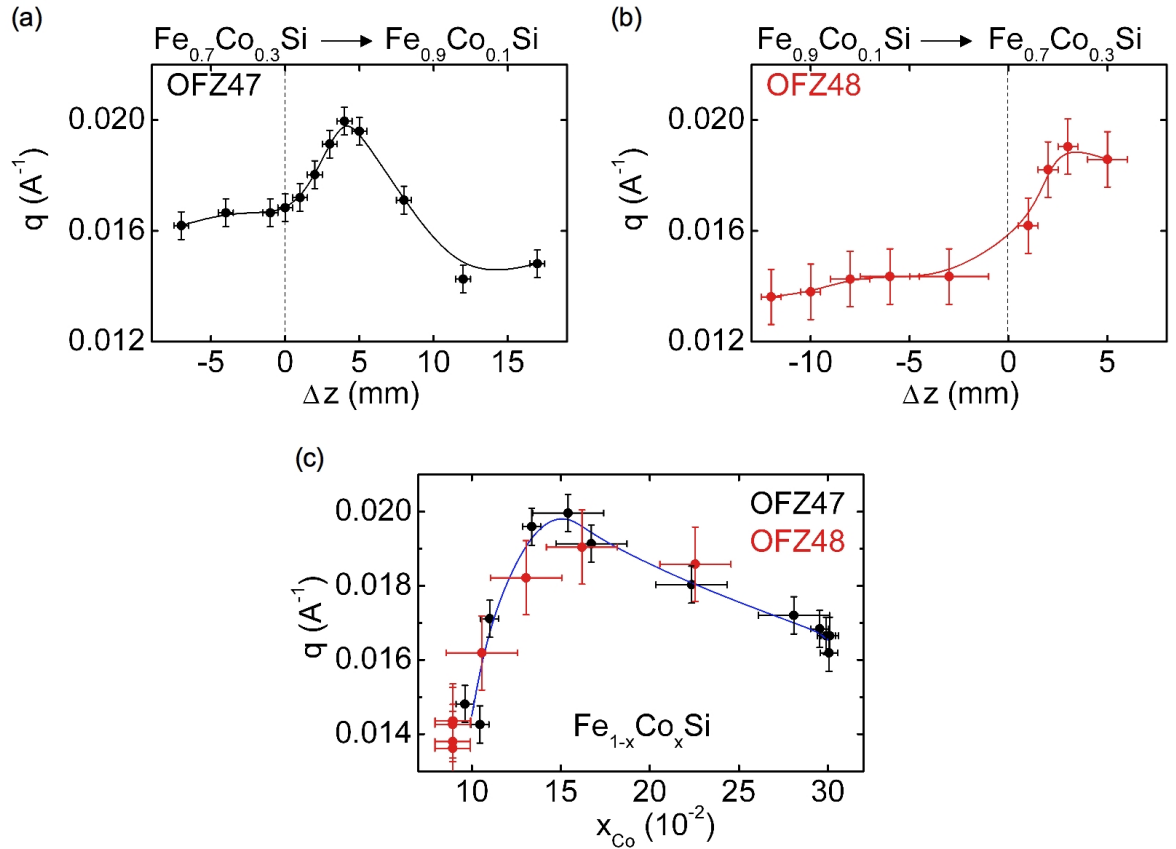 (a)
Fe₀.₇Co₀.₃Si → Fe₀.₉Co₀.₁Si
OFZ47
0.020
0.016
0.012
q (A⁻¹)
-5 0 5 10 15
Δz (mm)
(b)
Fe₀.₉Co₀.₁Si → Fe₀.₇Co₀.₃Si
OFZ48
0.020
0.016
0.012
q (A⁻¹)
-10 -5 0 5
Δz (mm)
(c)
OFZ47
OFZ48
0.020
0.018
0.016
0.014
q (A⁻¹)
Fe₁₋ₓCoₓSi
10 15 20 25 30
x_Co (10⁻²)